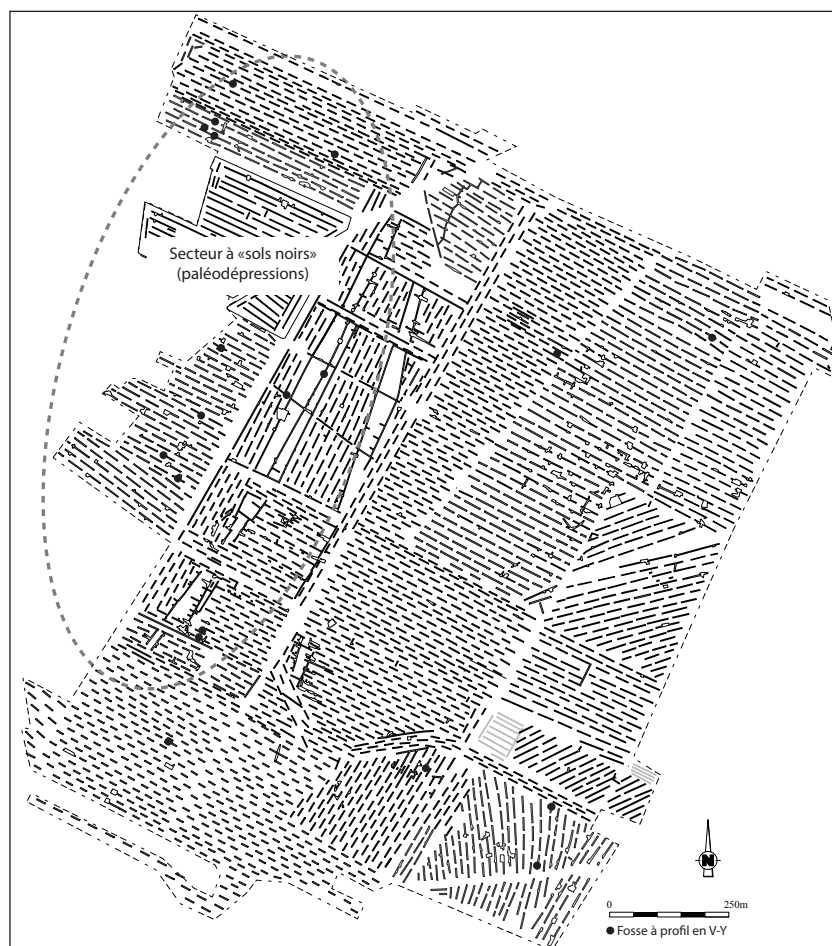 Secteur à «sols noirs»
(paléodépressions)
N
0 250m
Fosse à profil en V-Y